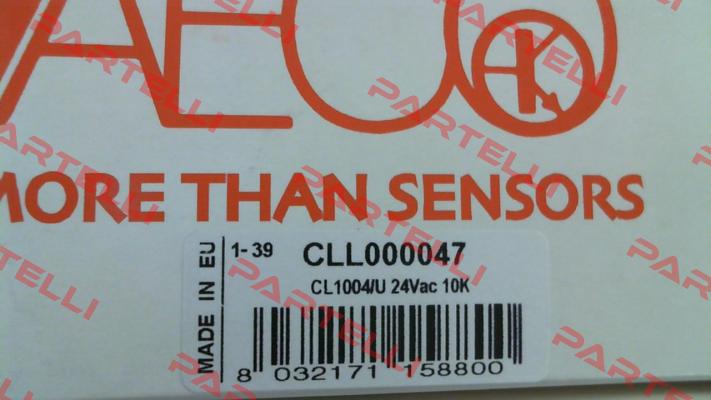 AECO
MORE THAN SENSORS
MADE IN EU
1-39
CLL000047
CL1004/U 24Vac 10K
8 032171 158800
PARTELLI
PARTELLI
PARTELLI
PARTELLI
PARTELLI
PARTELLI
PARTELLI
PARTELLI
PARTELLI